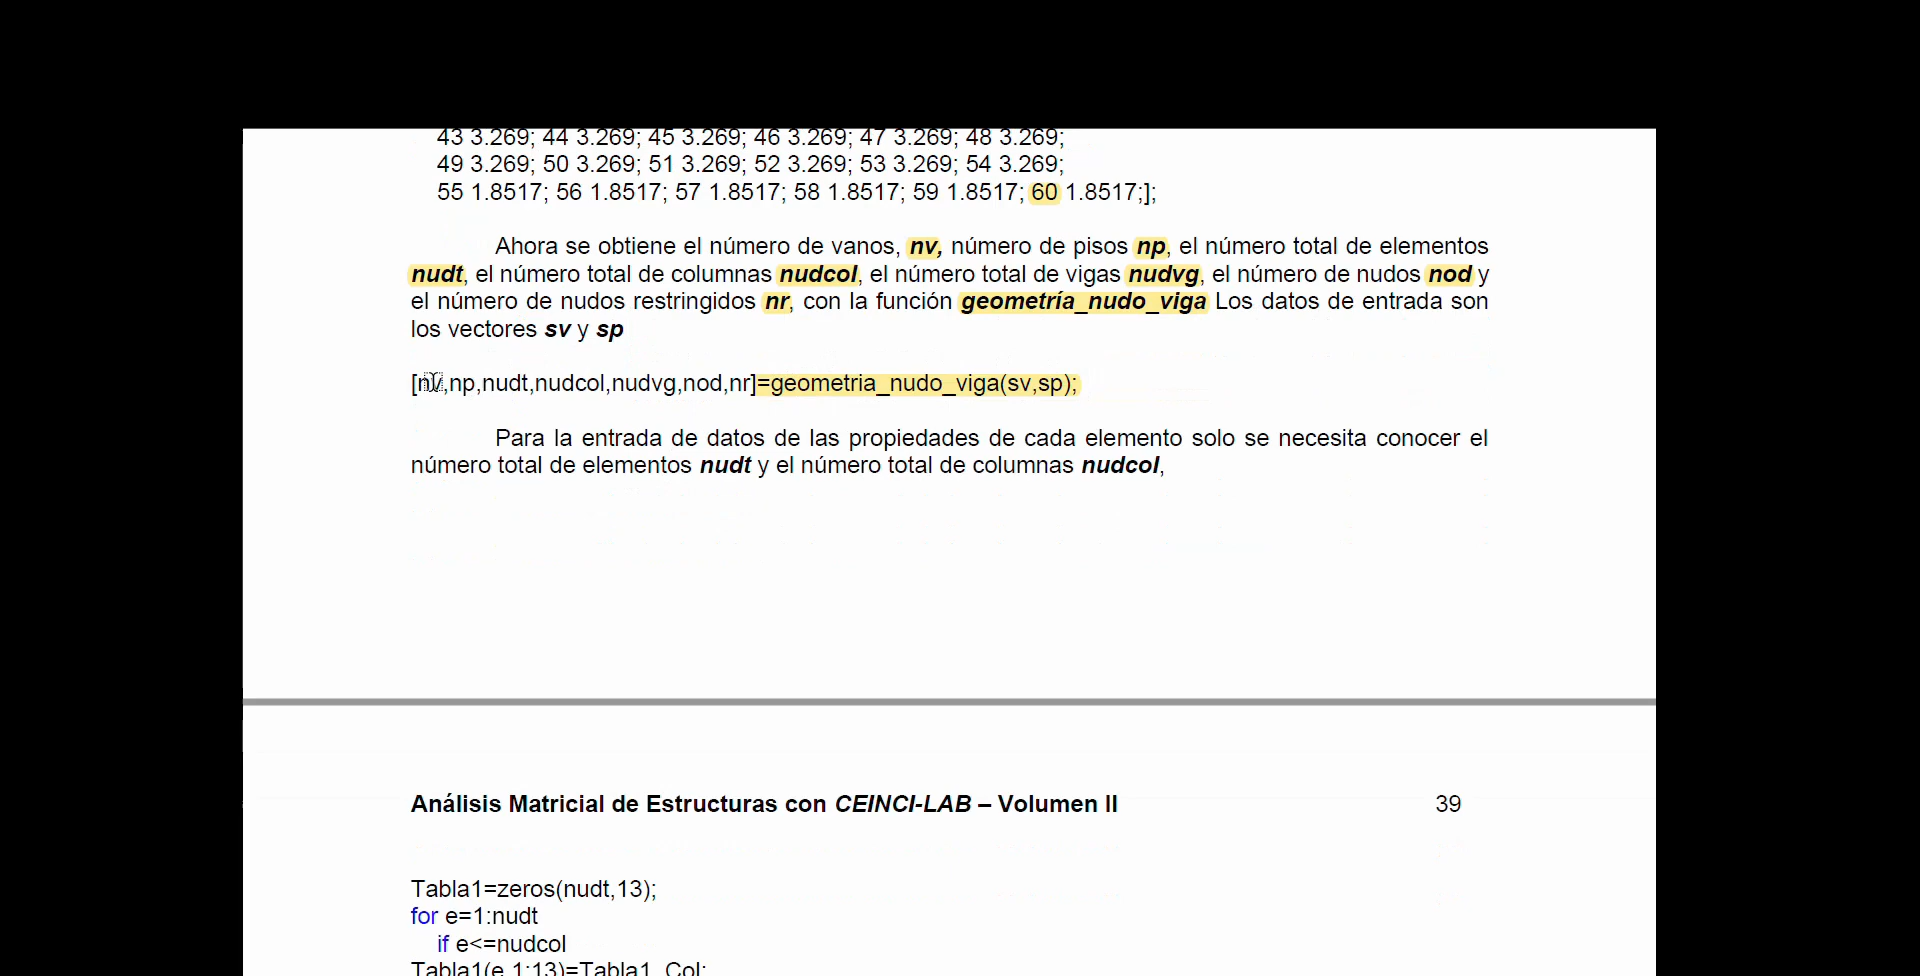 43 3.269; 44 3.269; 45 3.269; 46 3.269; 47 3.269; 48 3.269;
49 3.269; 50 3.269; 51 3.269; 52 3.269; 53 3.269; 54 3.269;
55 1.8517; 56 1.8517; 57 1.8517; 58 1.8517; 59 1.8517; 60 1.8517;];
Ahora se obtiene el número de vanos, nv, número de pisos np, el número total de elementos
nudt, el número total de columnas nudcol, el número total de vigas nudvg, el número de nudos nod y
el número de nudos restringidos nr, con la función geometría_nudo_viga Los datos de entrada son
los vectores sv y sp
[nv,np,nudt,nudcol,nudvg,nod,nr]=geometria_nudo_viga(sv,sp);
Para la entrada de datos de las propiedades de cada elemento solo se necesita conocer el
número total de elementos nudt y el número total de columnas nudcol,
Análisis Matricial de Estructuras con CEINCI-LAB – Volumen II 39
Tabla1=zeros(nudt,13);
for e=1:nudt
if e<=nudcol
Tabla1(e,1:13)=Tabla1_Col;